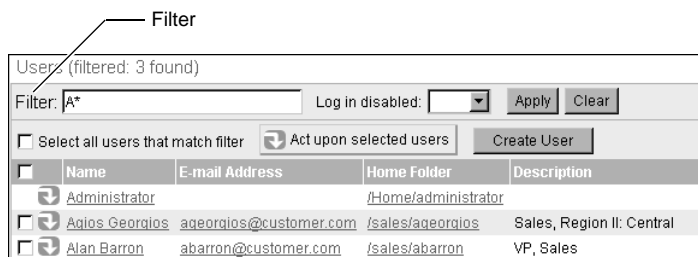 Filter
Users (filtered: 3 found)
Filter: A* Log in disabled: Apply Clear
Select all users that match filter Act upon selected users Create User
Name E-mail Address Home Folder Description
Administrator /Home/administrator
Agios Georgios ageorgios@customer.com /sales/ageorgios Sales, Region II: Central
Alan Barron abarron@customer.com /sales/abarron VP, Sales